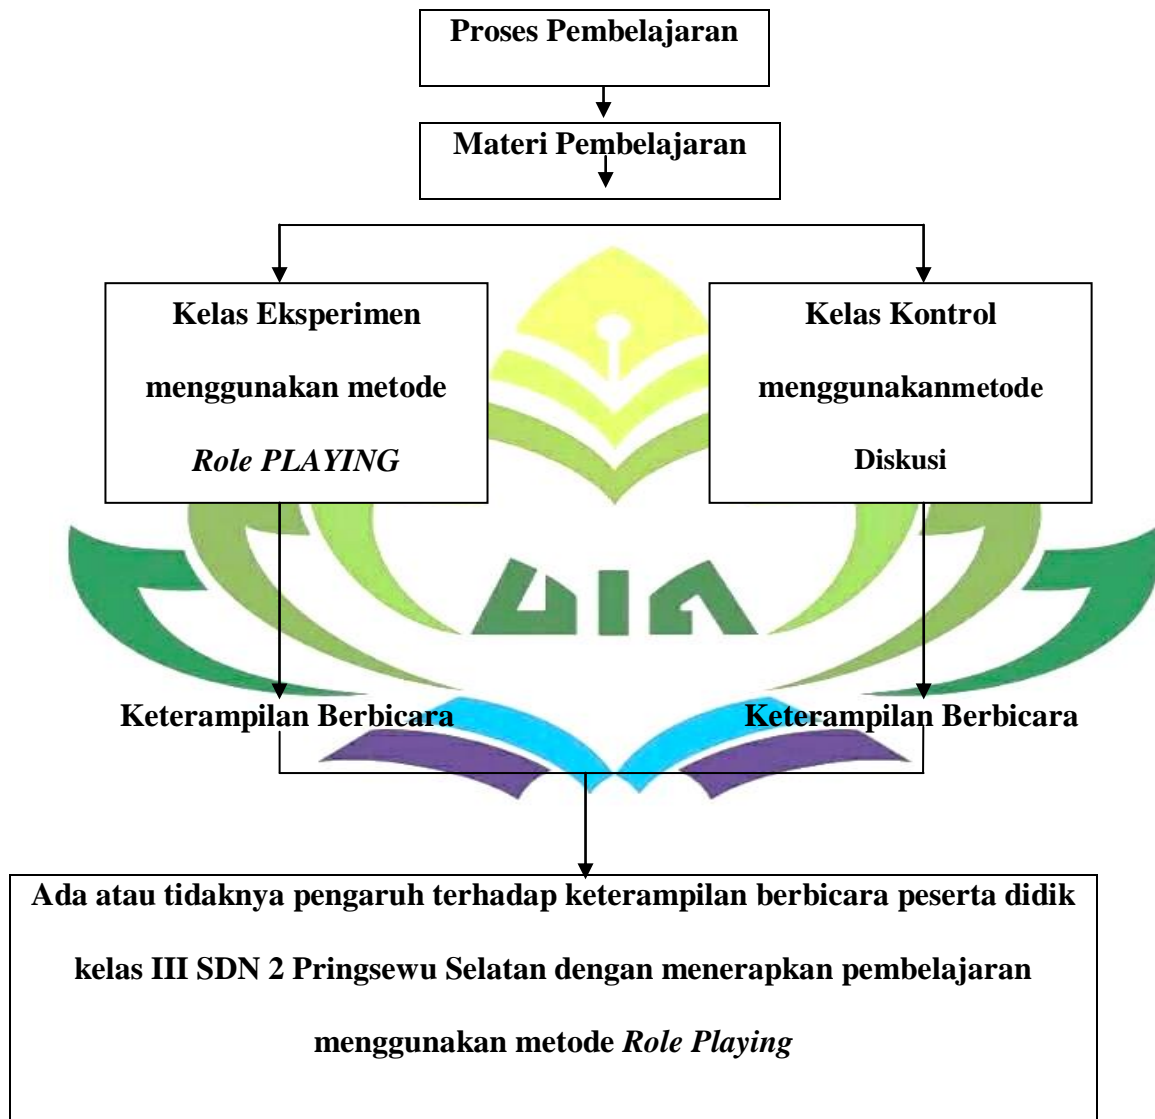 Proses Pembelajaran
Materi Pembelajaran
Kelas Eksperimen
menggunakan metode
Role PLAYING
Kelas Kontrol
menggunakanmetode
Diskusi
UIN
Keterampilan Berbicara
Keterampilan Berbicara
Ada atau tidaknya pengaruh terhadap keterampilan berbicara peserta didik
kelas III SDN 2 Pringsewu Selatan dengan menerapkan pembelajaran
menggunakan metode Role Playing